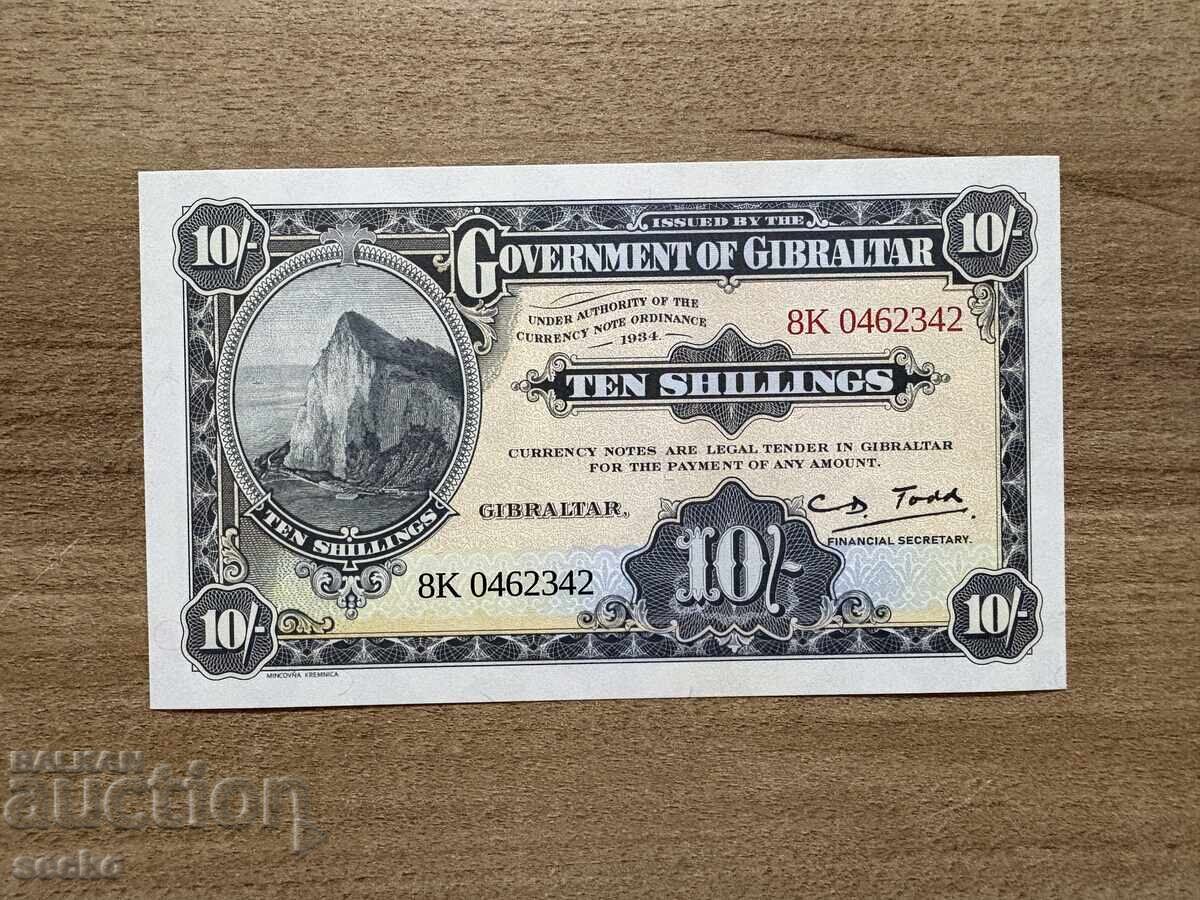 10/-
ISSUED BY THE
10/-
GOVERNMENT OF GIBRALTAR
UNDER AUTHORITY OF THE
CURRENCY NOTE ORDINANCE
1934.
8K 0462342
TEN SHILLINGS
CURRENCY NOTES ARE LEGAL TENDER IN GIBRALTAR
FOR THE PAYMENT OF ANY AMOUNT.
GIBRALTAR,
C D. Todd
FINANCIAL SECRETARY.
TEN SHILLINGS
10/-
8K 0462342
10/-
10/-
MINCOVŇA KREMNICA
BALKAN
auction
secko